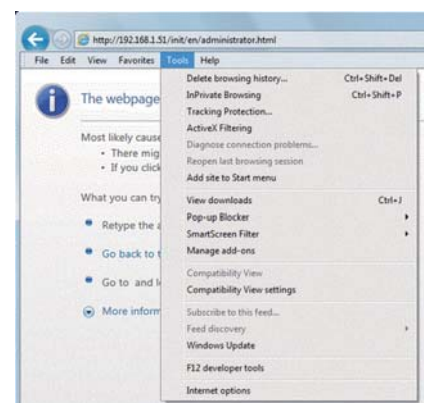 http://192.168.1.51/init/en/administrator.html
File Edit View Favorites Tools Help
The webpage
Most likely cause
• There mig
• If you click
What you can try
Retype the a
Go back to t
Go to and
More inform
Delete browsing history... Ctrl+Shift+Del
InPrivate Browsing Ctrl+Shift+P
Tracking Protection...
ActiveX Filtering
Diagnose connection problems...
Reopen last browsing session
Add site to Start menu
View downloads Ctrl+J
Pop-up Blocker
SmartScreen Filter
Manage add-ons
Compatibility View
Compatibility View settings
Subscribe to this feed...
Feed discovery
Windows Update
F12 developer tools
Internet options